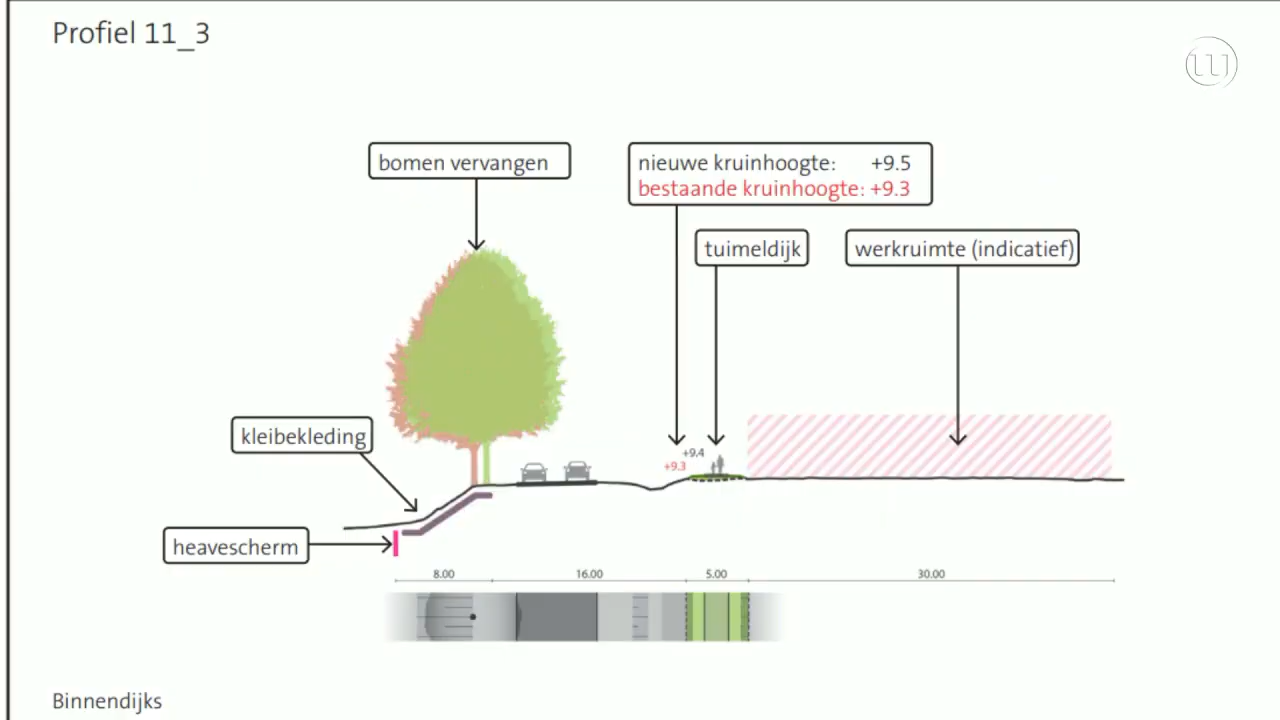 Profiel 11_3
bomen vervangen
nieuwe kruinhoogte: +9.5
bestaande kruinhoogte: +9.3
tuimeldijk
werkruimte (indicatief)
kleibekleding
+9.4
+9.3
heavescherm
8.00 16.00 5.00 30.00
Binnendijks